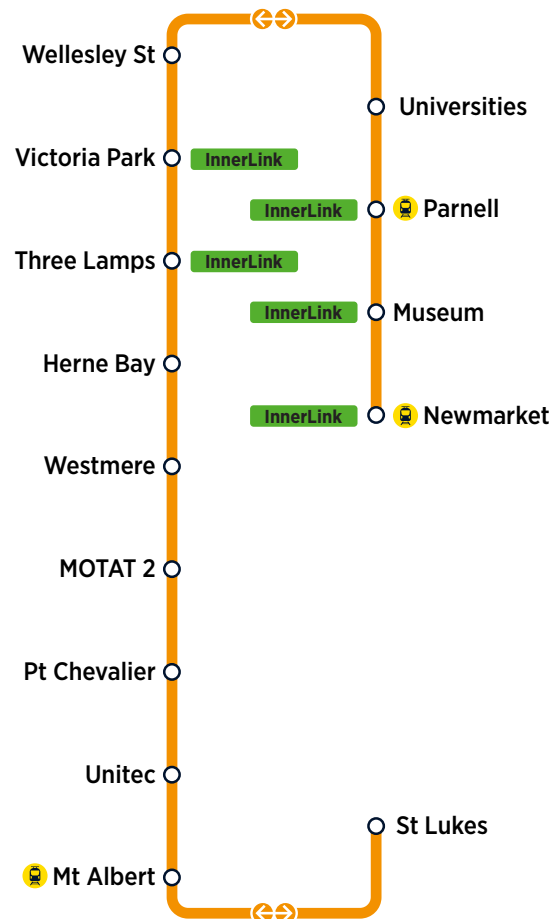 Wellesley St
Universities
Victoria Park InnerLink
InnerLink Parnell
Three Lamps InnerLink
InnerLink Museum
Herne Bay
InnerLink Newmarket
Westmere
MOTAT 2
Pt Chevalier
Unitec
St Lukes
Mt Albert